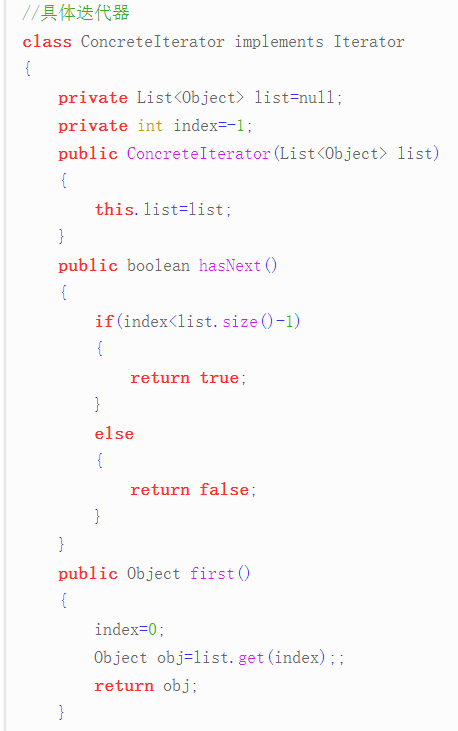 //具体迭代器
class ConcreteIterator implements Iterator
{
    private List<Object> list=null;
    private int index=-1;
    public ConcreteIterator(List<Object> list)
    {
        this.list=list;
    }
    public boolean hasNext()
    {
        if(index<list.size()-1)
        {
            return true;
        }
        else
        {
            return false;
        }
    }
    public Object first()
    {
        index=0;
        Object obj=list.get(index);;
        return obj;
    }